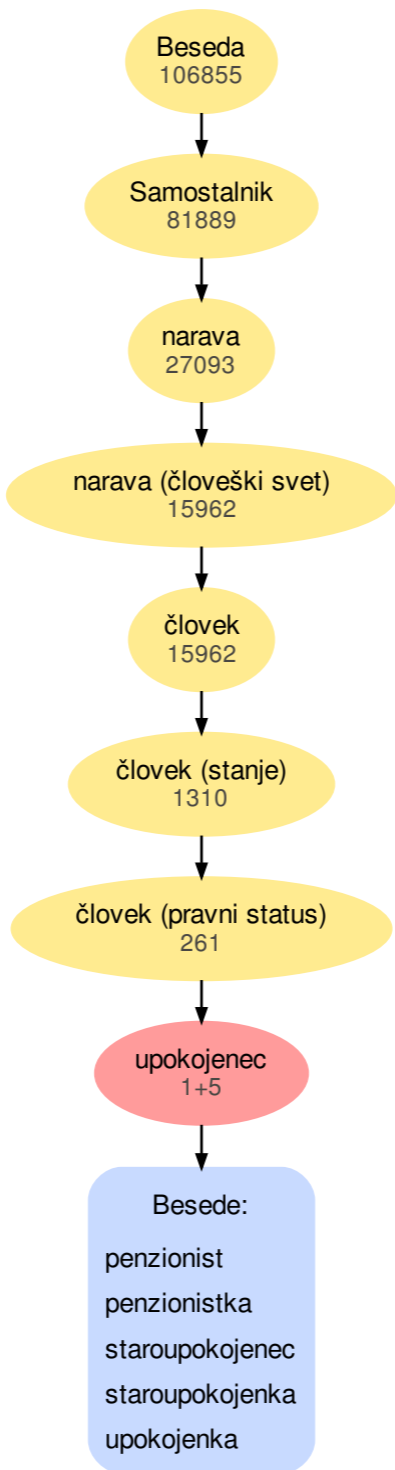 Beseda
106855
Samostalnik
81889
narava
27093
narava (človeški svet)
15962
človek
15962
človek (stanje)
1310
človek (pravni status)
261
upokojenec
1+5
Besede:
penzionist
penzionistka
staroupokojenec
staroupokojenka
upokojenka